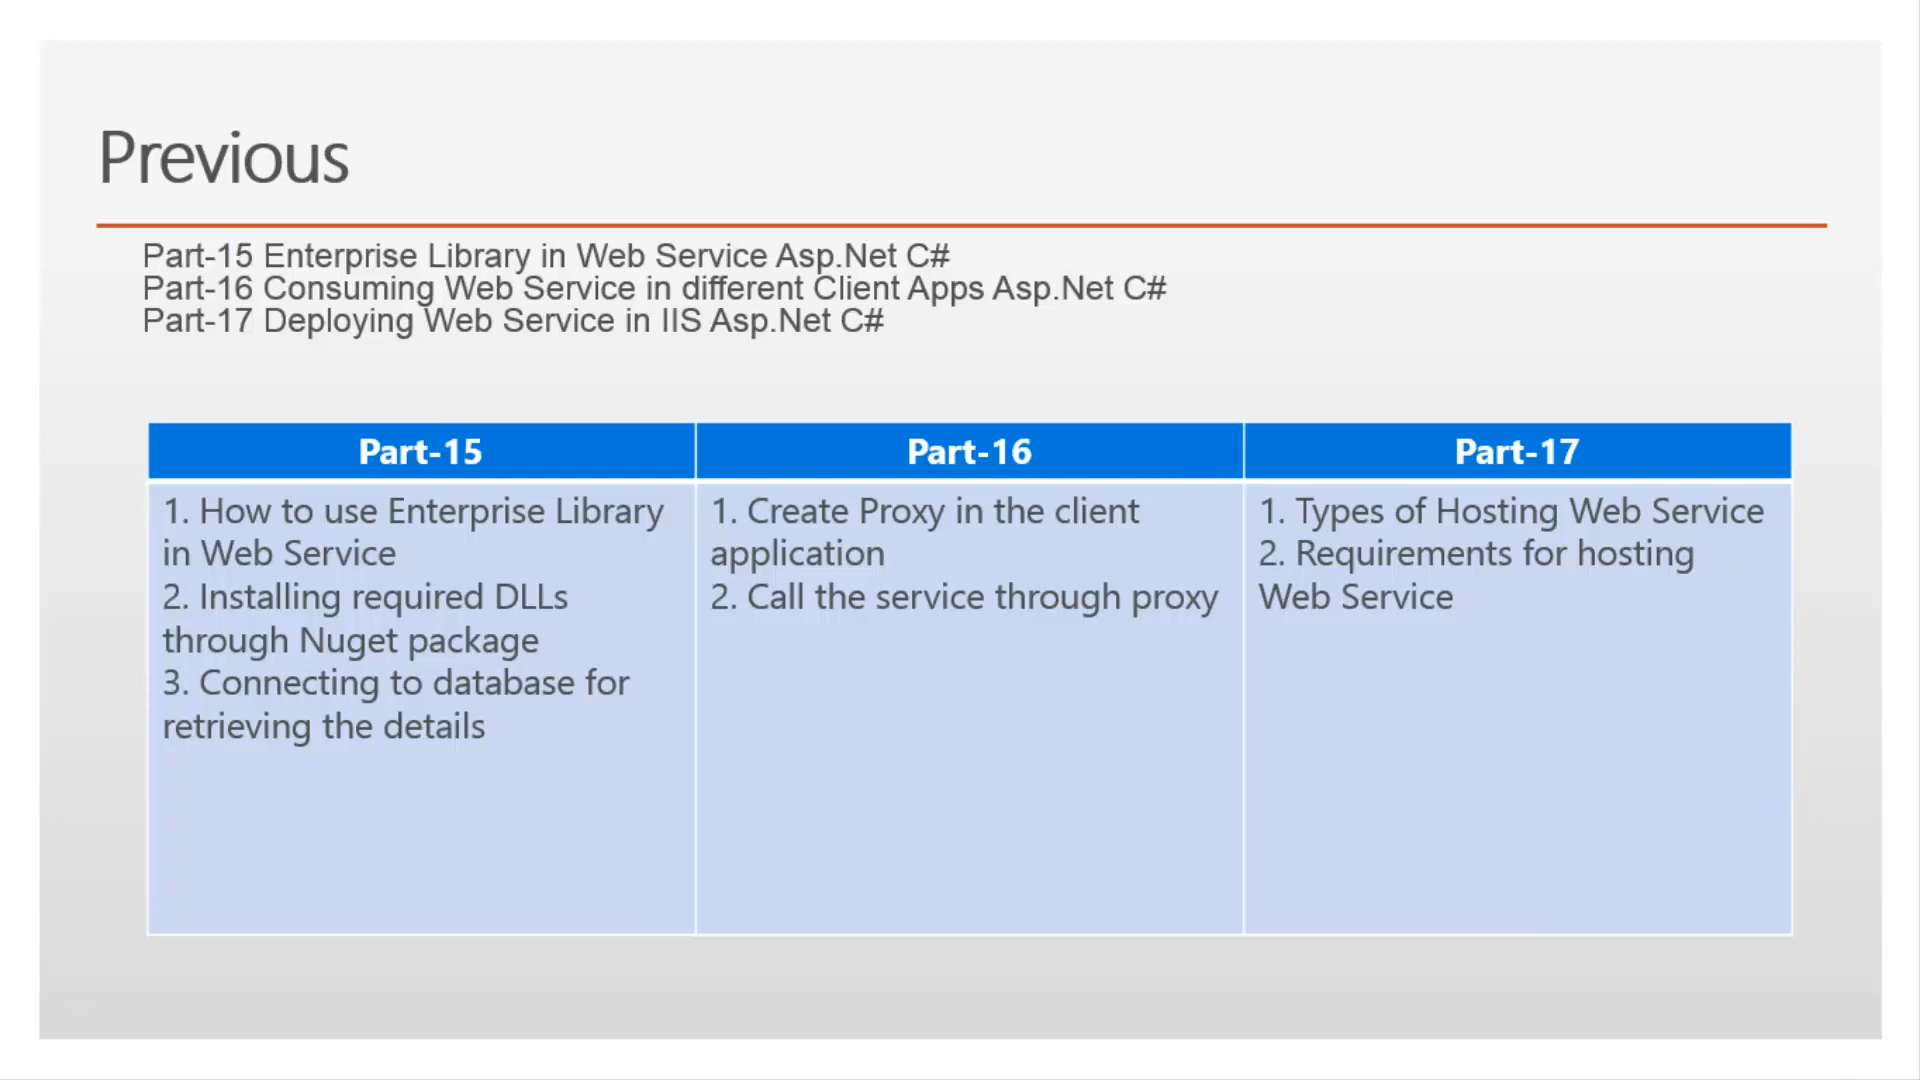 Previous
Part-15 Enterprise Library in Web Service Asp.Net C#
Part-16 Consuming Web Service in different Client Apps Asp.Net C#
Part-17 Deploying Web Service in IIS Asp.Net C#
Part-15
1. How to use Enterprise Library
in Web Service
2. Installing required DLLs
through Nuget package
3. Connecting to database for
retrieving the details
Part-16
1. Create Proxy in the client
application
2. Call the service through proxy
Part-17
1. Types of Hosting Web Service
2. Requirements for hosting
Web Service